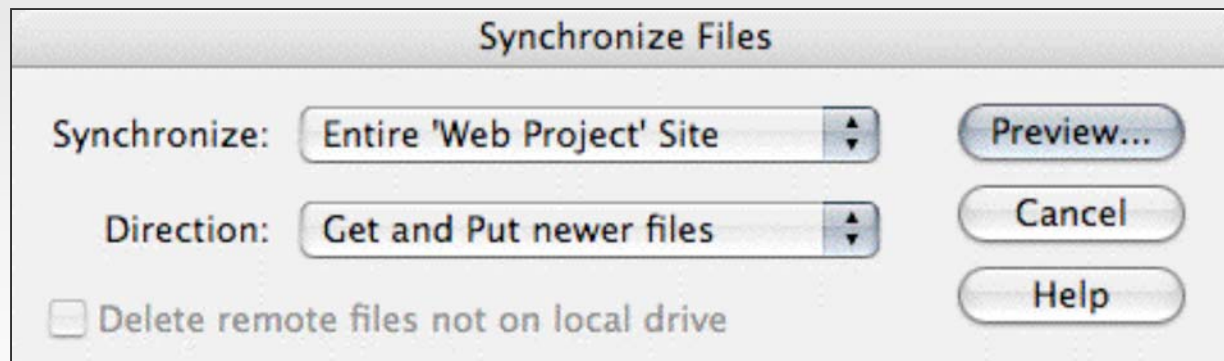 Synchronize Files
Synchronize: Entire 'Web Project' Site Preview...
Direction: Get and Put newer files Cancel
Delete remote files not on local drive Help